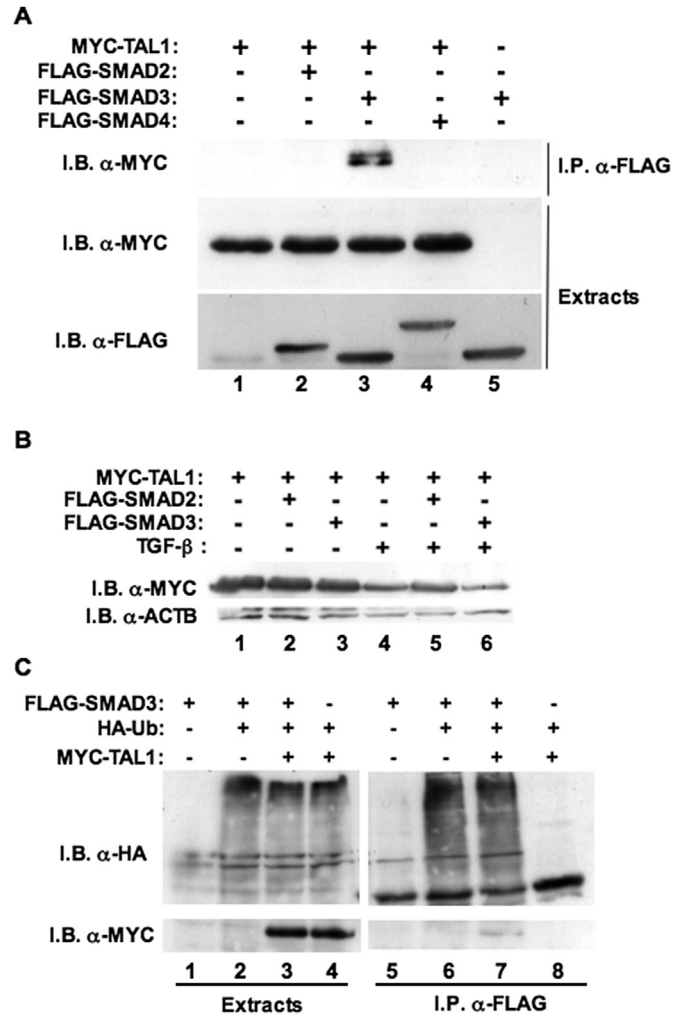 A
MYC-TAL1: + + + + -
FLAG-SMAD2: - + - - -
FLAG-SMAD3: - - + - +
FLAG-SMAD4: - - - + -
I.B. α-MYC I.P. α-FLAG
I.B. α-MYC
Extracts
I.B. α-FLAG
1 2 3 4 5
B
MYC-TAL1: + + + + + +
FLAG-SMAD2: - + - - + -
FLAG-SMAD3: - - + - - +
TGF-β : - - - + + +
I.B. α-MYC
I.B. α-ACTB
1 2 3 4 5 6
C
FLAG-SMAD3: + + + - + + + -
HA-Ub: - + + + - + + +
MYC-TAL1: - - + + - - + +
I.B. α-HA
I.B. α-MYC
1 2 3 4 5 6 7 8
Extracts I.P. α-FLAG